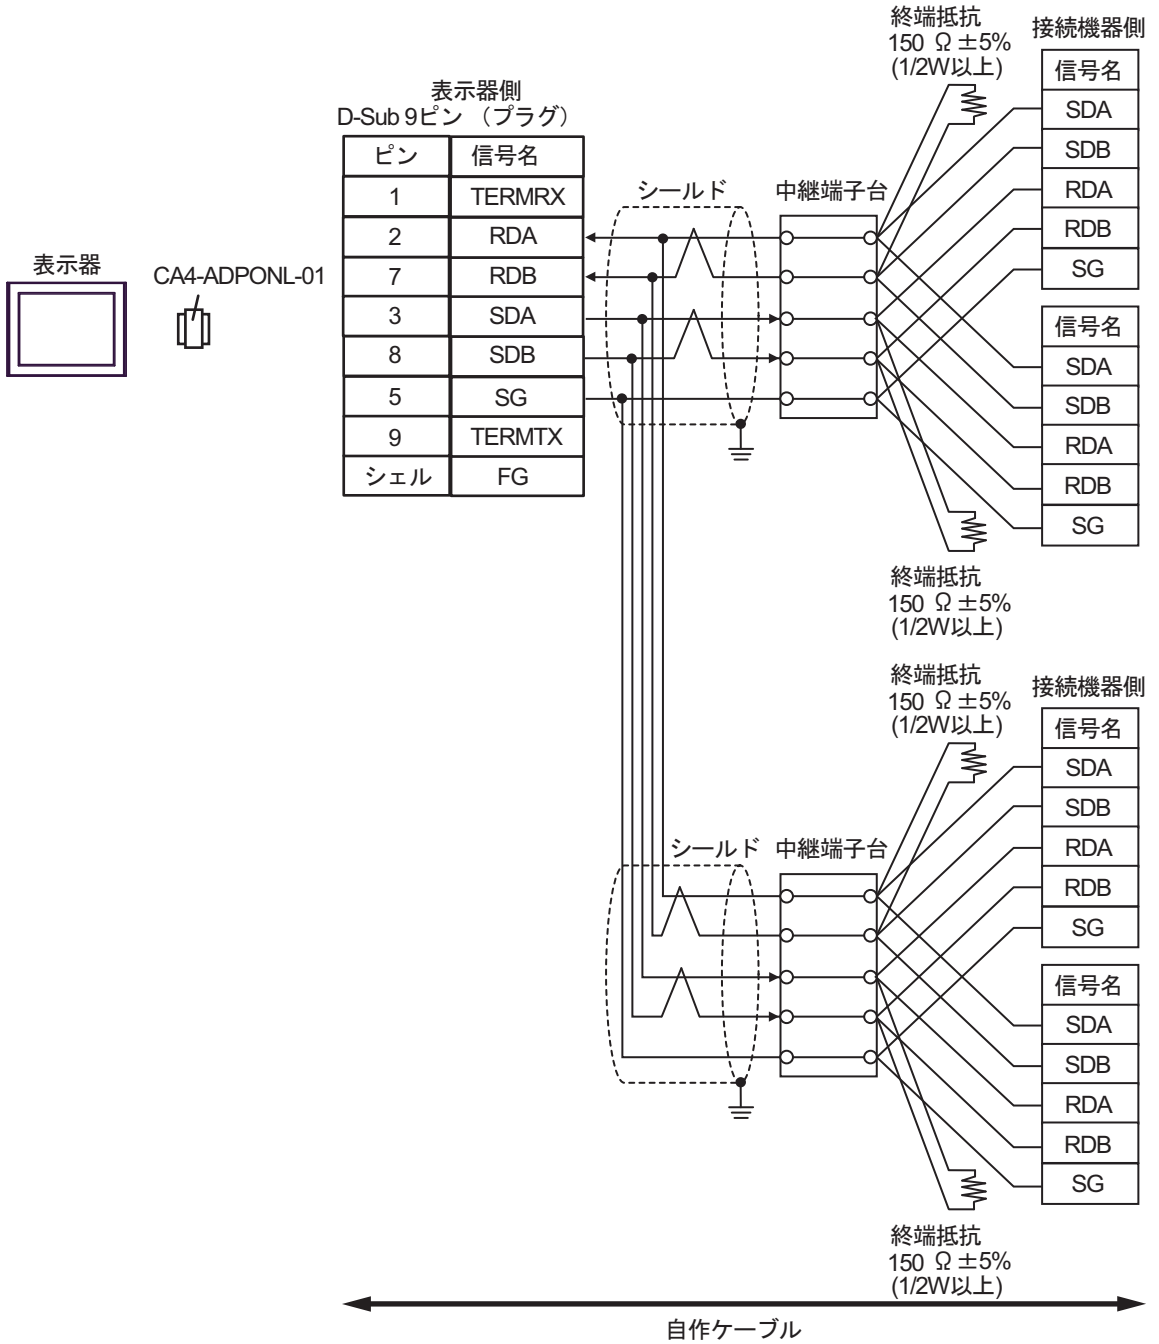 終端抵抗
150 Ω ±5%
(1/2W以上)
接続機器側
信号名
SDA
SDB
RDA
RDB
SG
信号名
SDA
SDB
RDA
RDB
SG
表示器側
D-Sub 9ピン (プラグ)
ピン 信号名
1 TERMRX
2 RDA
7 RDB
3 SDA
8 SDB
5 SG
9 TERMTX
シェル FG
シールド
中継端子台
表示器
CA4-ADPONL-01
終端抵抗
150 Ω ±5%
(1/2W以上)
終端抵抗
150 Ω ±5%
(1/2W以上)
接続機器側
信号名
SDA
SDB
RDA
RDB
SG
シールド
中継端子台
信号名
SDA
SDB
RDA
RDB
SG
終端抵抗
150 Ω ±5%
(1/2W以上)
自作ケーブル